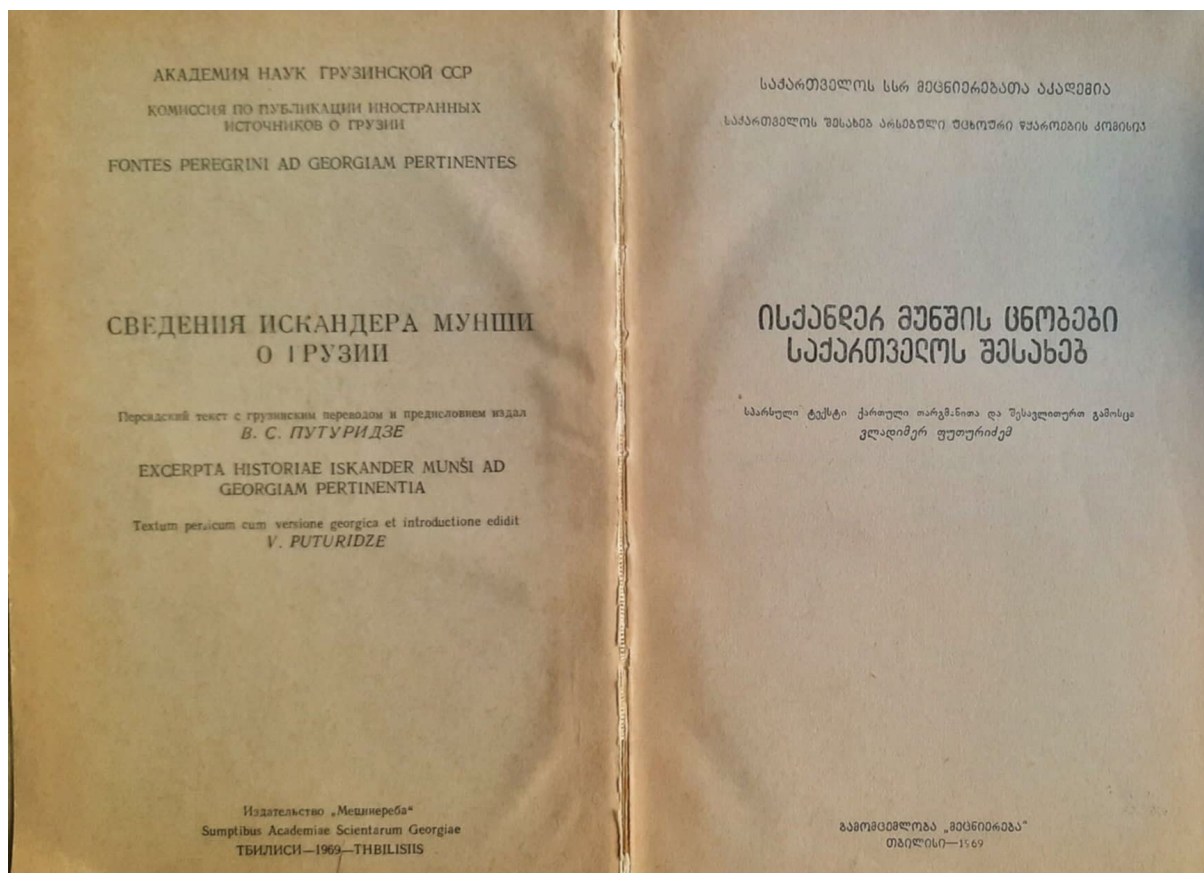 АКАДЕМИЯ НАУК ГРУЗИНСКОЙ ССР
КОМИССИЯ ПО ПУБЛИКАЦИИ ИНОСТРАННЫХ
ИСТОЧНИКОВ О ГРУЗИИ
FONTES PEREGRINI AD GEORGIAM PERTINENTES
СВЕДЕНИЯ ИСКАНДЕРА МУНШИ
О ГРУЗИИ
Персидский текст с грузинским переводом и предисловием издал
В. С. ПУТУРИДЗЕ
EXCERPTA HISTORIAE ISKANDER MUNŠI AD
GEORGIAM PERTINENTIA
Textum persicum cum versione georgica et introductione edidit
V. PUTURIDZE
Издательство „Мецниереба“
Sumptibus Academiae Scientarum Georgiae
ТБИЛИСИ—1969—THBILISIIS
საქართველოს სსრ მეცნიერებათა აკადემია
საქართველოს შესახებ არსებული უცხოური წყაროების კომისია
ისქანდერ მუნშის ცნობები
საქართველოს შესახებ
სპარსული ტექსტი ქართული თარგმანითა და შესავლითურთ გამოსცა
ვლადიმერ ფუთურიძემ
გამომცემლობა „მეცნიერება“
თბილისი—1969